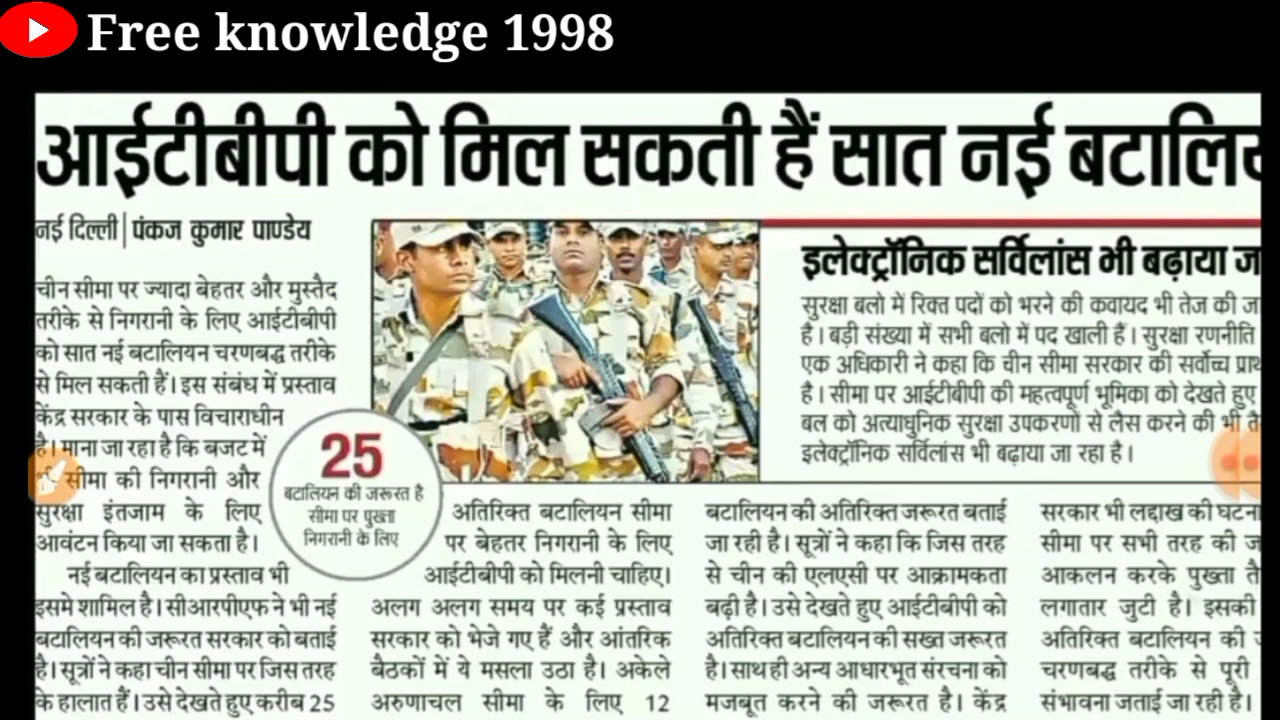 Free knowledge 1998
आईटीबीपी को मिल सकती हैं सात नई
नई दिल्ली | पंकज कुमार पाण्डेय
चीन सीमा पर ज्यादा बेहतर और मुस्तैद
तरीके से निगरानी के लिए आईटीबीपी
को सात नई बटालियन चरणबद्ध तरीके
से मिल सकती हैं। इस संबंध में प्रस्ताव
केंद्र सरकार के पास विचाराधीन
है। माना जा रहा है कि बजट में
सीमा की निगरानी और
सुरक्षा इंतजाम के लिए
आवंटन किया जा सकता है।
नई बटालियन का प्रस्ताव भी
इसमे शामिल है। सीआरपीएफ ने भी नई
बटालियन की जरूरत सरकार को बताई
है। सूत्रों ने कहा चीन सीमा पर जिस तरह
के हालात हैं। उसे देखते हुए करीब 25
25
बटालियन की जरूरत है
सीमा पर पुख्ता
निगरानी के लिए
अतिरिक्त बटालियन सीमा
पर बेहतर निगरानी के लिए
आईटीबीपी को मिलनी चाहिए।
अलग अलग समय पर कई प्रस्ताव
सरकार को भेजे गए हैं और आंतरिक
बैठकों में ये मसला उठा है। अकेले
अरुणाचल सीमा के लिए 12
इलेक्ट्रॉनिक सर्विलांस भी बढ़ाया
सुरक्षा बलो में रिक्त पदों को भरने की कवायद भी तेज की
है। बड़ी संख्या में सभी बलो में पद खाली हैं। सुरक्षा रणनीति
एक अधिकारी ने कहा कि चीन सीमा सरकार की सर्वोच्च
है। सीमा पर आईटीबीपी की महत्वपूर्ण भूमिका को देखते हुए
बल को अत्याधुनिक सुरक्षा उपकरणों से लैस करने की भी
इलेक्ट्रॉनिक सर्विलांस भी बढ़ाया जा रहा है।
बटालियन की अतिरिक्त जरूरत बताई
जा रही है। सूत्रों ने कहा कि जिस तरह
से चीन की एलएसी पर आक्रामकता
बढ़ी है। उसे देखते हुए आईटीबीपी को
अतिरिक्त बटालियन की सख्त जरूरत
है। साथ ही अन्य आधारभूत संरचना को
मजबूत करने की जरूरत है। केंद्र
सरकार भी लद्दाख की
सीमा पर सभी तरह की
आकलन करके पुख्ता
लगातार जुटी है। इसकी
अतिरिक्त बटालियन की
चरणबद्ध तरीके से पूरी
संभावना जताई जा रही है।